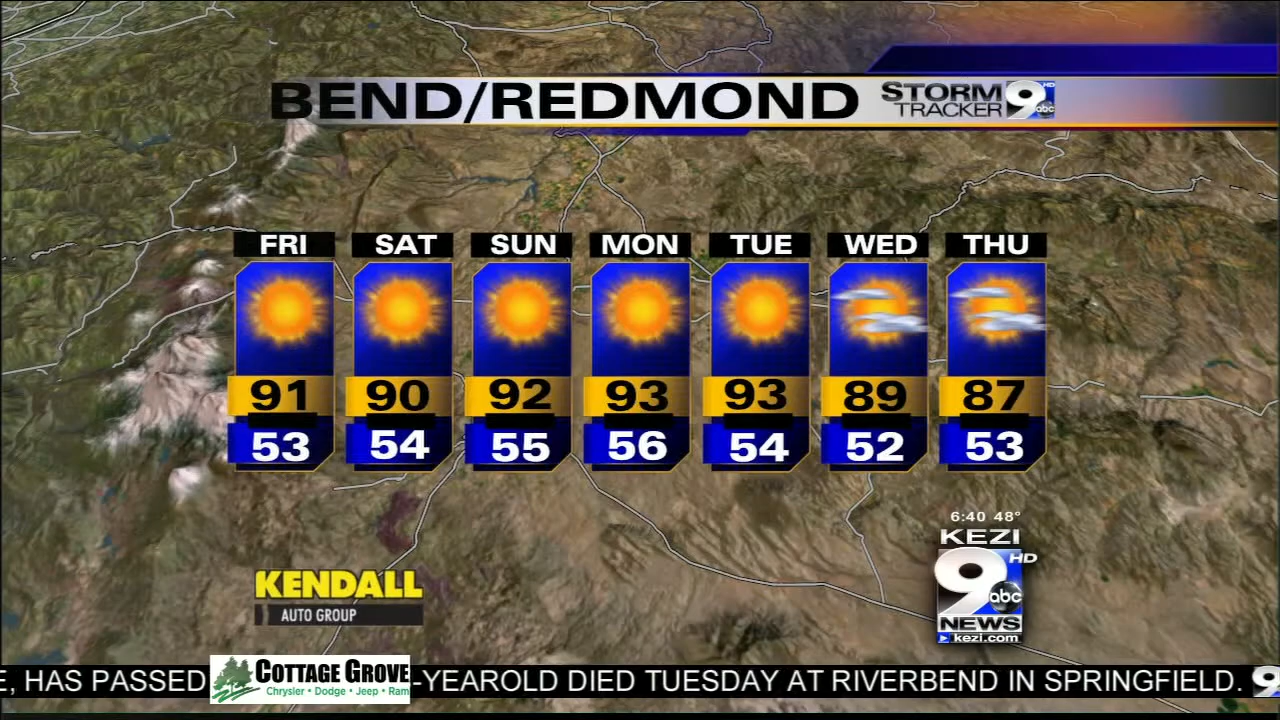 BEND/REDMOND
STORM
TRACKER 9 HD
abc
FRI SAT SUN MON TUE WED THU
91 90 92 93 93 89 87
53 54 55 56 54 52 53
6:40 48°
KEZI
9 HD
abc
NEWS
kezi.com
KENDALL
AUTO GROUP
E, HAS PASSED
COTTAGE GROVE
Chrysler • Dodge • Jeep • Ram
-YEAROLD DIED TUESDAY AT RIVERBEND IN SPRINGFIELD. 9